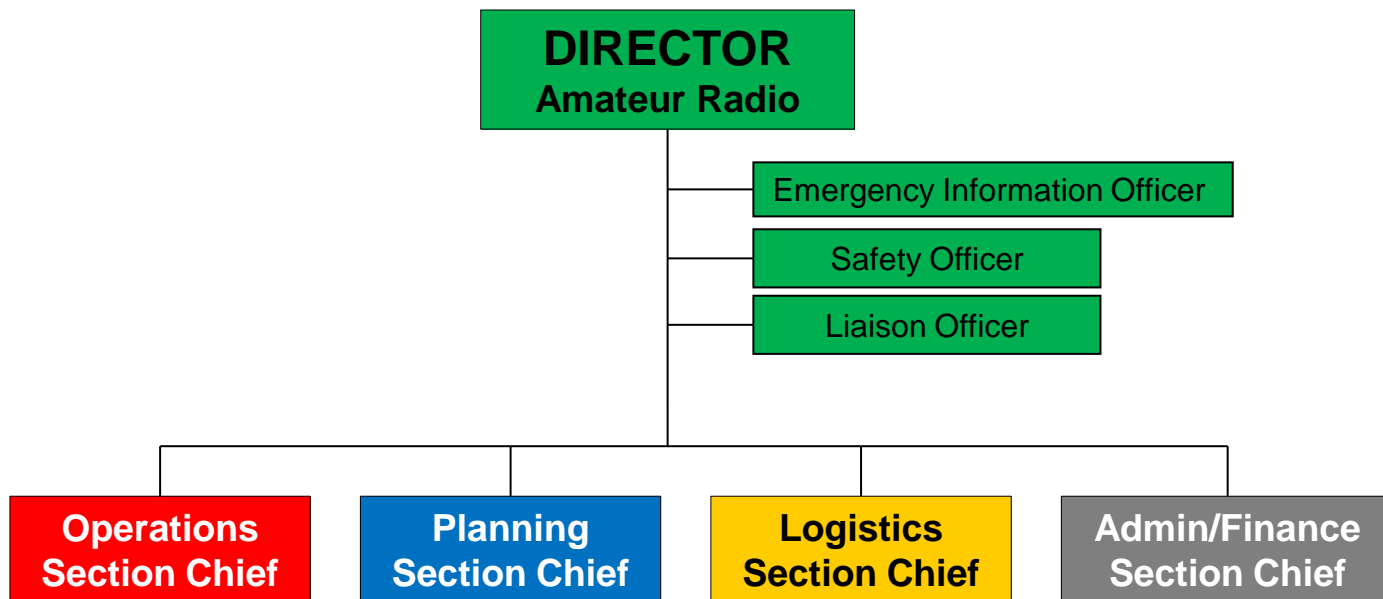 DIRECTOR
Amateur Radio
Emergency Information Officer
Safety Officer
Liaison Officer
Operations
Section Chief
Planning
Section Chief
Logistics
Section Chief
Admin/Finance
Section Chief